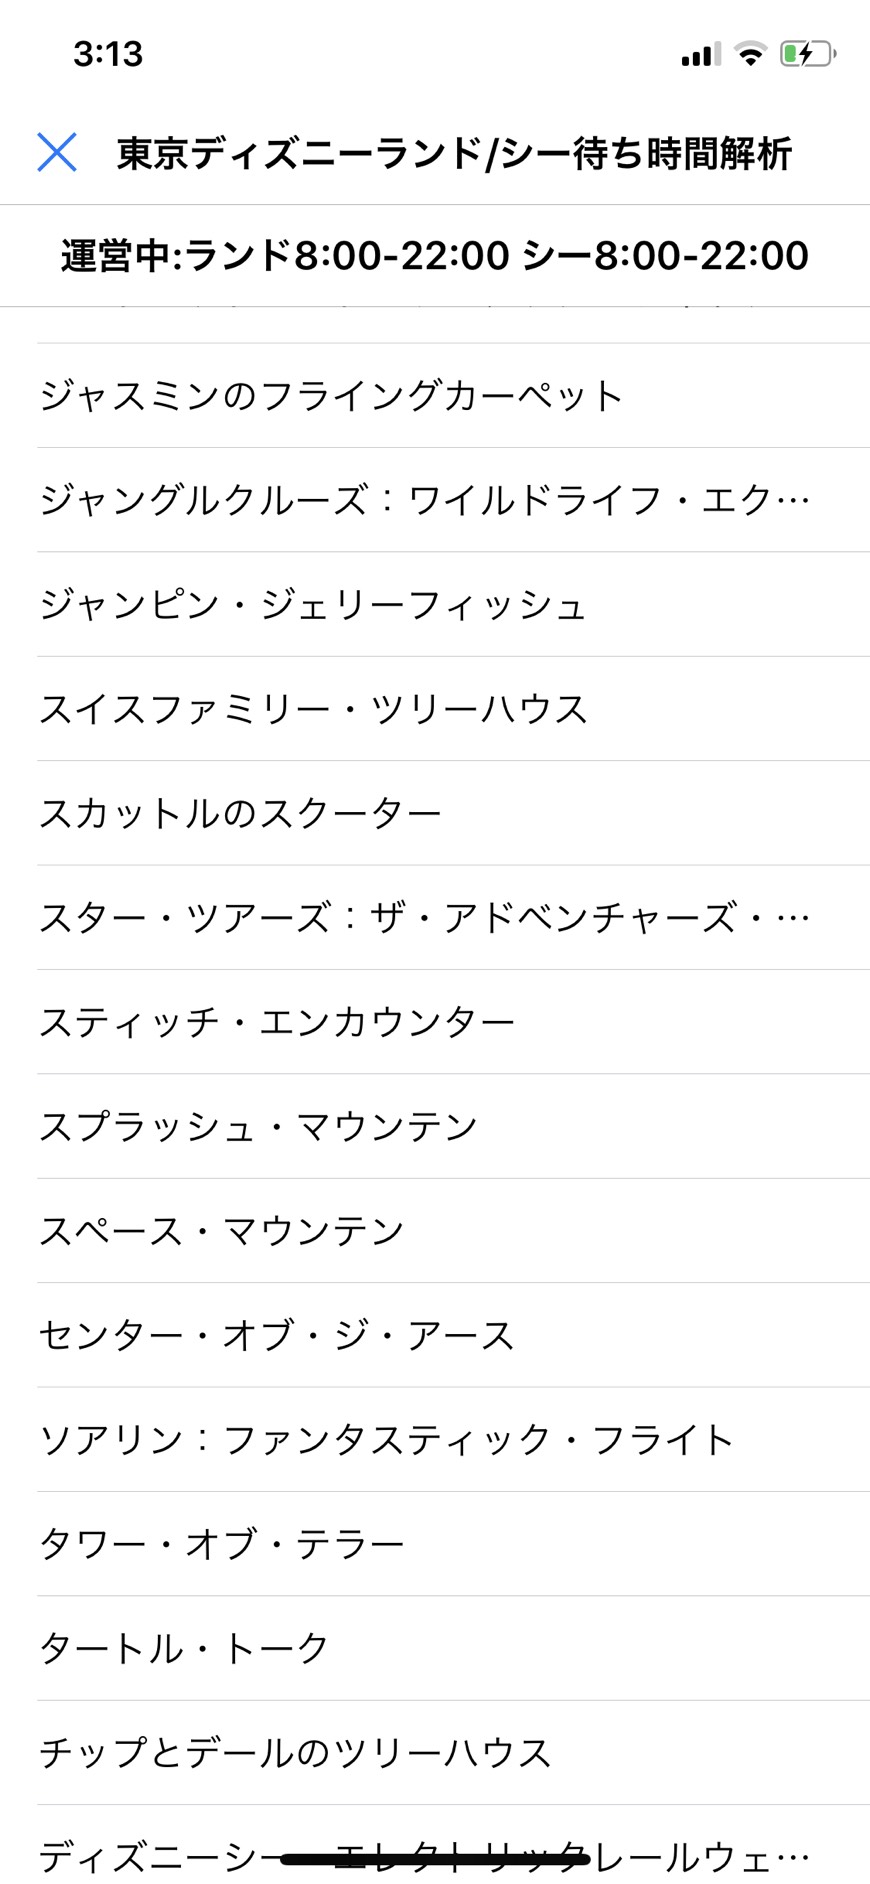 3:13
東京ディズニーランド/シー待ち時間解析
運営中:ランド8:00-22:00 シー8:00-22:00
ジャスミンのフライングカーペット
ジャングルクルーズ：ワイルドライフ・エク…
ジャンピン・ジェリーフィッシュ
スイスファミリー・ツリーハウス
スカットルのスクーター
スター・ツアーズ：ザ・アドベンチャーズ・…
スティッチ・エンカウンター
スプラッシュ・マウンテン
スペース・マウンテン
センター・オブ・ジ・アース
ソアリン：ファンタスティック・フライト
タワー・オブ・テラー
タートル・トーク
チップとデールのツリーハウス
ディズニーシー・エレクトリックレールウェ…